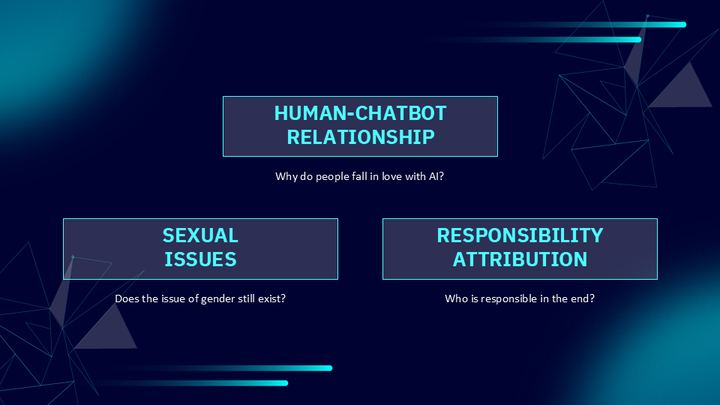 HUMAN-CHATBOT
RELATIONSHIP
Why do people fall in love with AI?
SEXUAL
ISSUES
Does the issue of gender still exist?
RESPONSIBILITY
ATTRIBUTION
Who is responsible in the end?